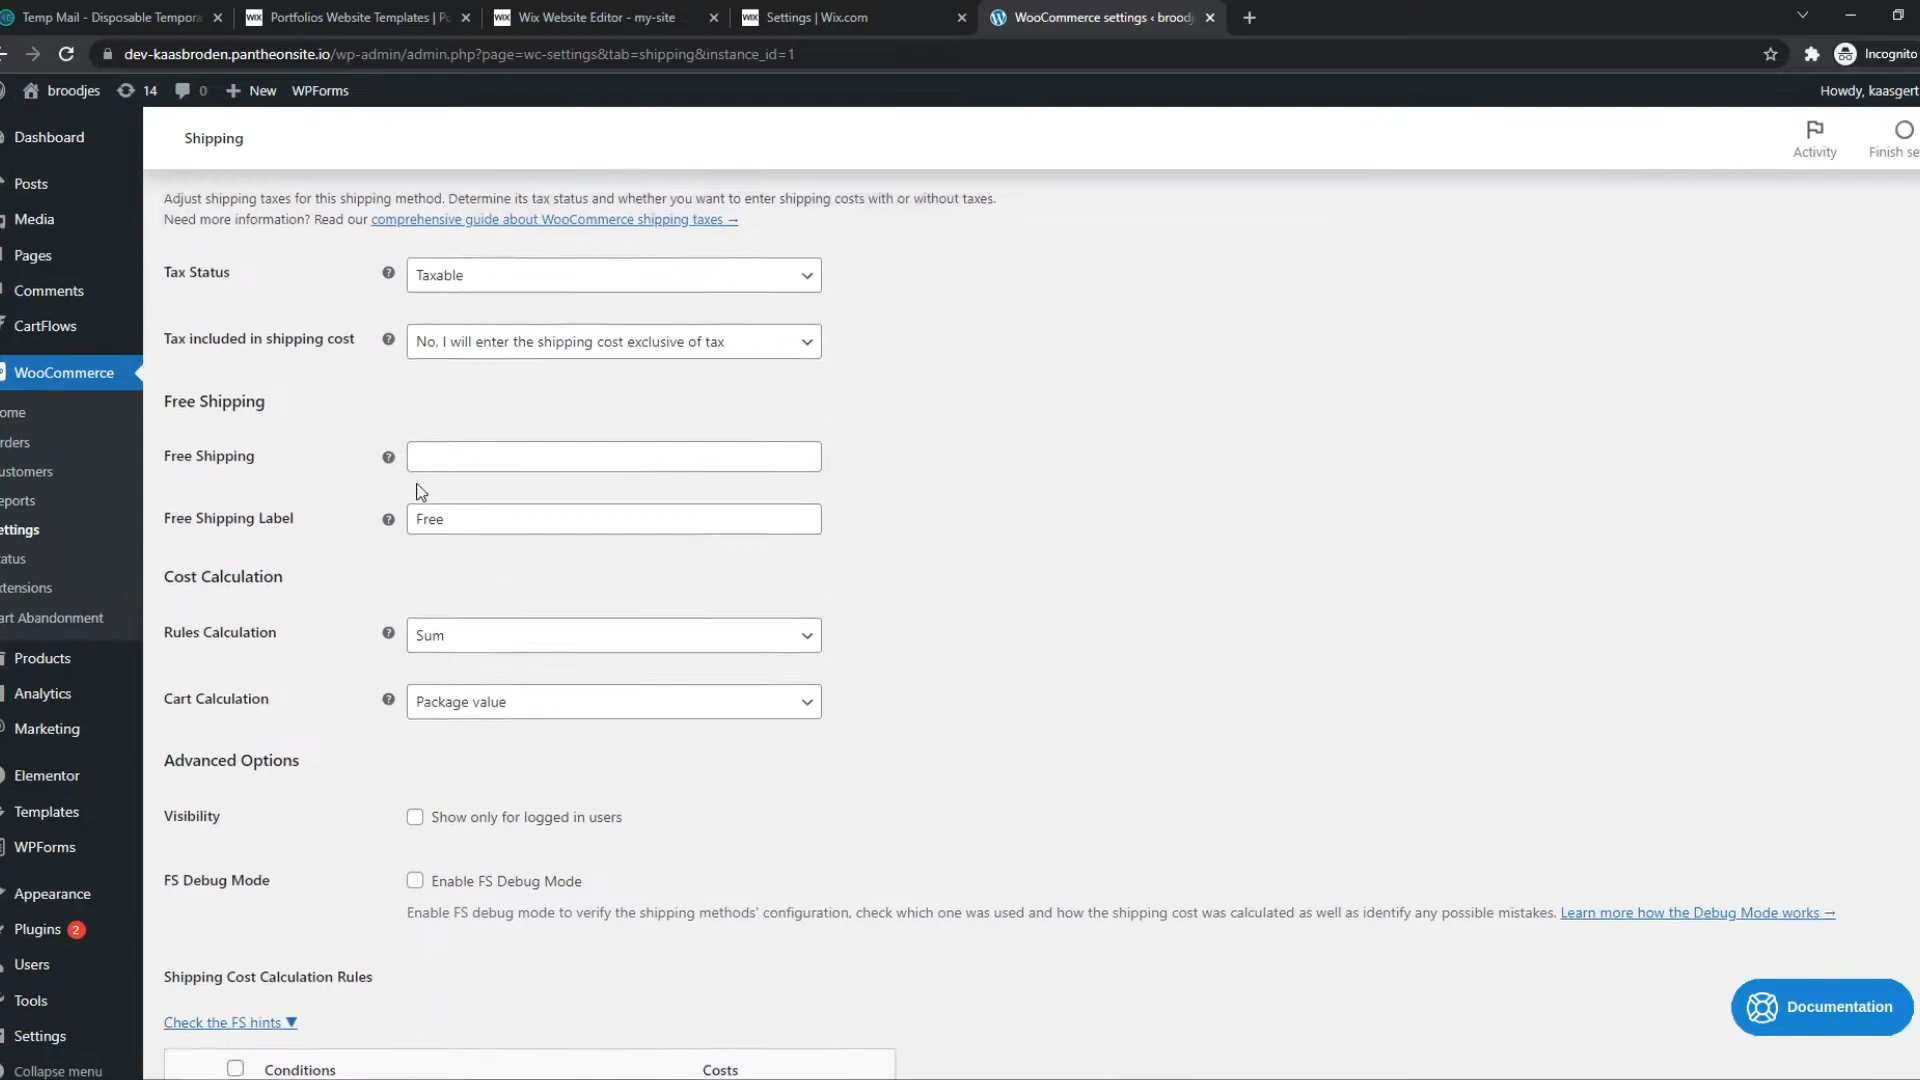 Temp Mail - Disposable Tempora
WIX Portfolios Website Templates | Po
WIX Wix Website Editor - my-site
WIX Settings | Wix.com
WooCommerce settings ‹ broodj
dev-kaasbroden.pantheonsite.io/wp-admin/admin.php?page=wc-settings&tab=shipping&instance_id=1
Incognito
broodjes
14
0
New
WPForms
Howdy, kaasgert
Dashboard
Posts
Media
Pages
Comments
CartFlows
WooCommerce
ome
rders
ustomers
eports
ettings
tatus
xtensions
art Abandonment
Products
Analytics
Marketing
Elementor
Templates
WPForms
Appearance
Plugins 2
Users
Tools
Settings
Collapse menu
Shipping
Activity
Finish se
Adjust shipping taxes for this shipping method. Determine its tax status and whether you want to enter shipping costs with or without taxes.
Need more information? Read our comprehensive guide about WooCommerce shipping taxes →
Tax Status
Taxable
Tax included in shipping cost
No, I will enter the shipping cost exclusive of tax
Free Shipping
Free Shipping
Free Shipping Label
Free
Cost Calculation
Rules Calculation
Sum
Cart Calculation
Package value
Advanced Options
Visibility
Show only for logged in users
FS Debug Mode
Enable FS Debug Mode
Enable FS debug mode to verify the shipping methods' configuration, check which one was used and how the shipping cost was calculated as well as identify any possible mistakes. Learn more how the Debug Mode works →
Shipping Cost Calculation Rules
Check the FS hints ▼
Conditions
Costs
Documentation